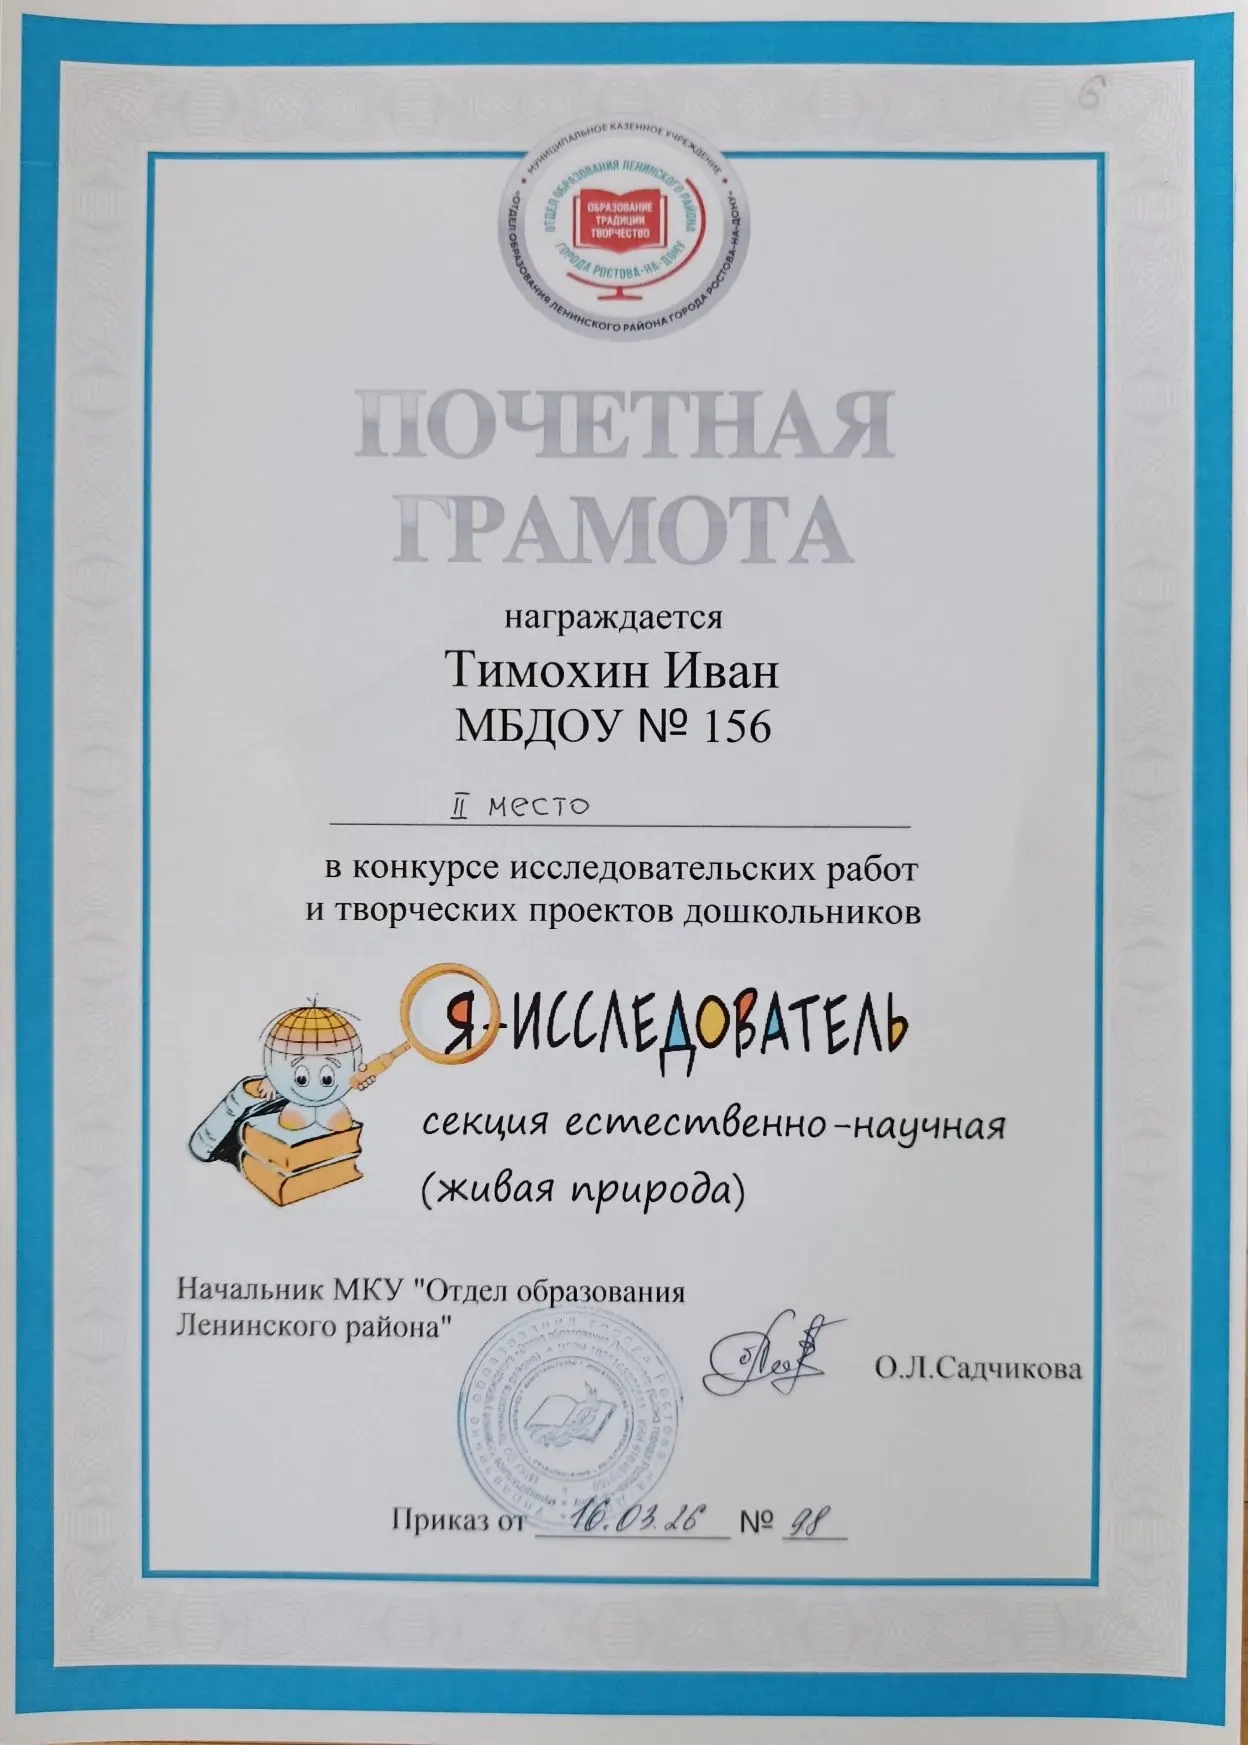 6
МУНИЦИПАЛЬНОЕ КАЗЕННОЕ УЧРЕЖДЕНИЕ
"ОТДЕЛ ОБРАЗОВАНИЯ ЛЕНИНСКОГО РАЙОНА ГОРОДА РОСТОВА-НА-ДОНУ"
ОТДЕЛ ОБРАЗОВАНИЯ ЛЕНИНСКОГО РАЙОНА
ГОРОДА РОСТОВА-НА-ДОНУ
ОБРАЗОВАНИЕ
ТРАДИЦИИ
ТВОРЧЕСТВО
ПОЧЕТНАЯ
ГРАМОТА
награждается
Тимохин Иван
МБДОУ № 156
II место
в конкурсе исследовательских работ
и творческих проектов дошкольников
Я-ИССЛЕДОВАТЕЛЬ
секция естественно-научная
(живая природа)
Начальник МКУ "Отдел образования
Ленинского района"
О.Л.Садчикова
Приказ от 16.03.26 № 98